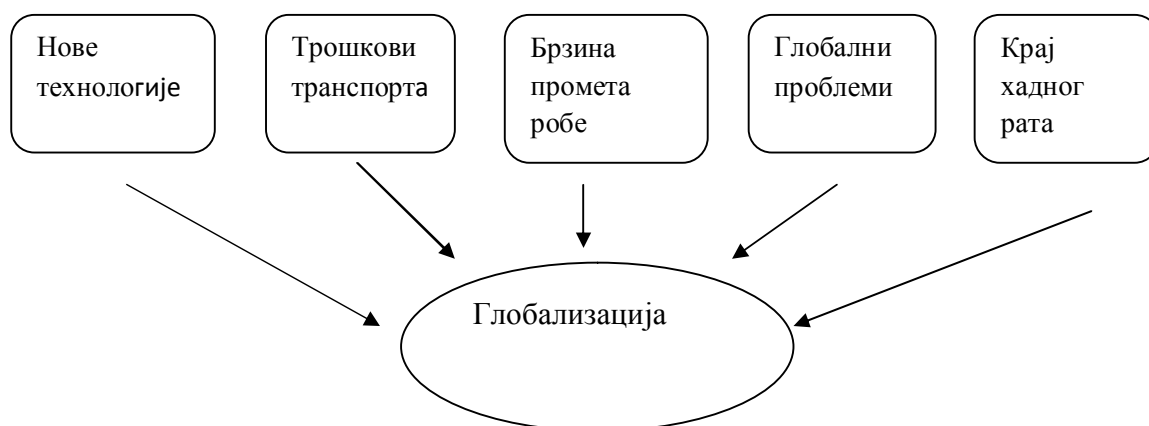 Нове
технологије
Трошкови
транспорта
Брзина
промета
робе
Глобални
проблеми
Крај
хадног
рата
Глобализација